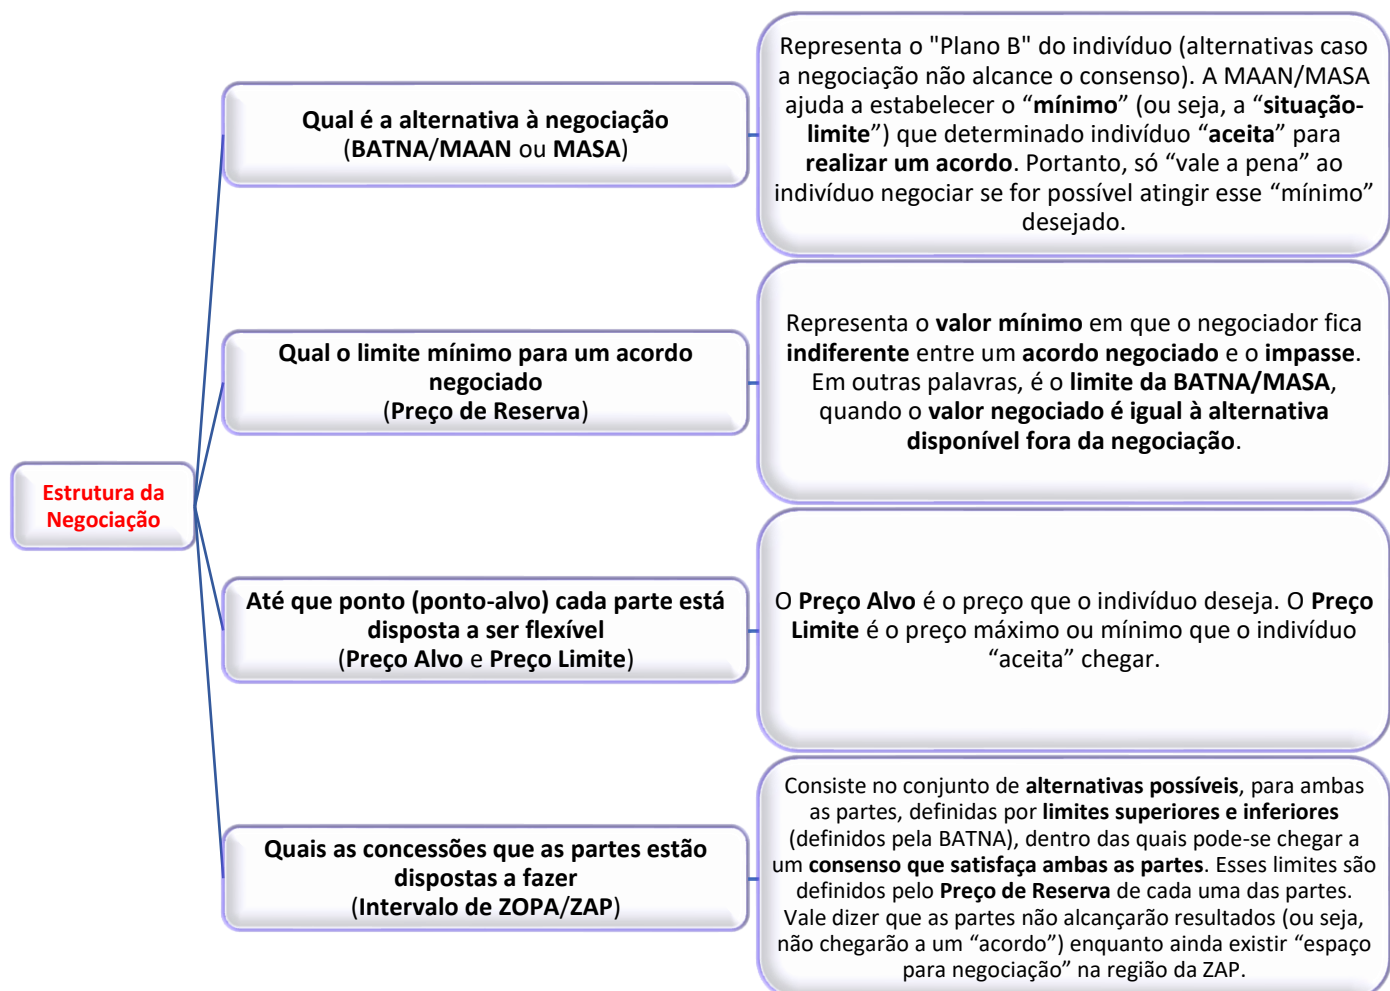 Estrutura da
Negociação
Qual é a alternativa à negociação
(BATNA/MAAN ou MASA)
Representa o "Plano B" do indivíduo (alternativas caso
a negociação não alcance o consenso). A MAAN/MASA
ajuda a estabelecer o “mínimo” (ou seja, a “situação-
limite”) que determinado indivíduo “aceita” para
realizar um acordo. Portanto, só “vale a pena” ao
indivíduo negociar se for possível atingir esse “mínimo”
desejado.
Qual o limite mínimo para um acordo
negociado
(Preço de Reserva)
Representa o valor mínimo em que o negociador fica
indiferente entre um acordo negociado e o impasse.
Em outras palavras, é o limite da BATNA/MASA,
quando o valor negociado é igual à alternativa
disponível fora da negociação.
Até que ponto (ponto-alvo) cada parte está
disposta a ser flexível
(Preço Alvo e Preço Limite)
O Preço Alvo é o preço que o indivíduo deseja. O Preço
Limite é o preço máximo ou mínimo que o indivíduo
“aceita” chegar.
Quais as concessões que as partes estão
dispostas a fazer
(Intervalo de ZOPA/ZAP)
Consiste no conjunto de alternativas possíveis, para ambas
as partes, definidas por limites superiores e inferiores
(definidos pela BATNA), dentro das quais pode-se chegar a
um consenso que satisfaça ambas as partes. Esses limites são
definidos pelo Preço de Reserva de cada uma das partes.
Vale dizer que as partes não alcançarão resultados (ou seja,
não chegarão a um “acordo”) enquanto ainda existir “espaço
para negociação” na região da ZAP.